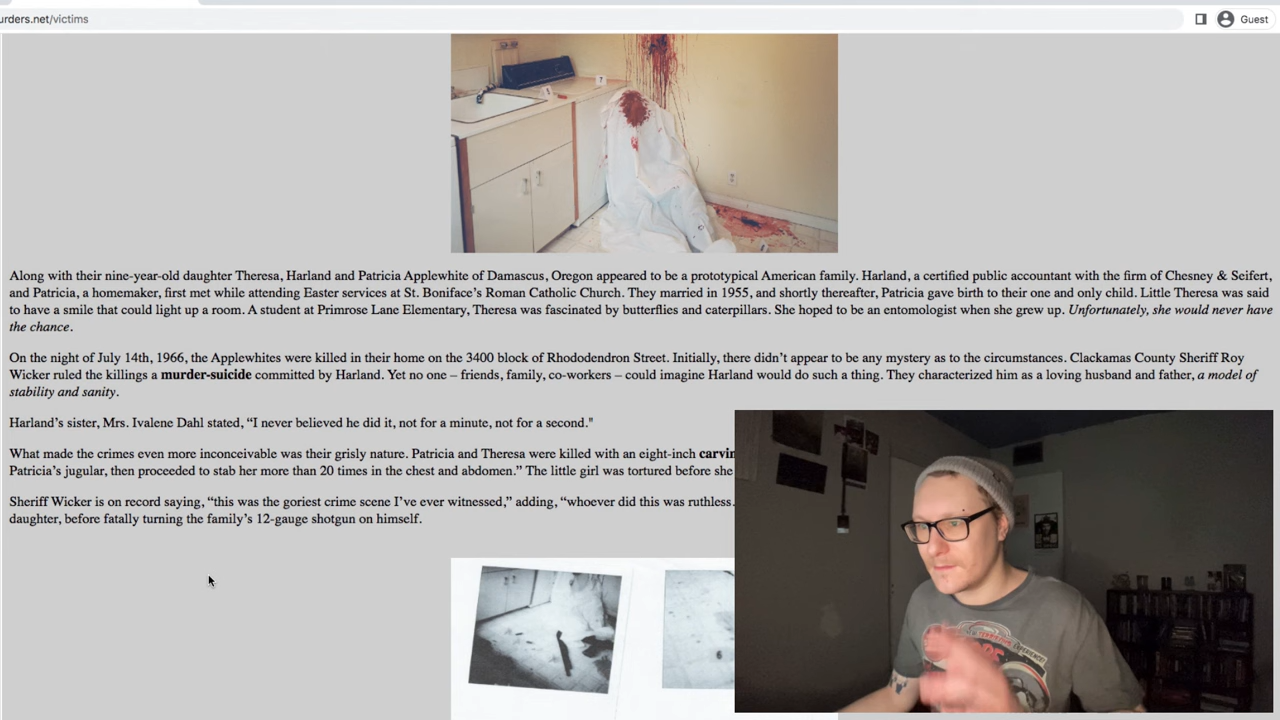 urders.net/victims
Guest
Along with their nine-year-old daughter Theresa, Harland and Patricia Applewhite of Damascus, Oregon appeared to be a prototypical American family. Harland, a certified public accountant with the firm of Chesney & Seifert,
and Patricia, a homemaker, first met while attending Easter services at St. Boniface’s Roman Catholic Church. They married in 1955, and shortly thereafter, Patricia gave birth to their one and only child. Little Theresa was said
to have a smile that could light up a room. A student at Primrose Lane Elementary, Theresa was fascinated by butterflies and caterpillars. She hoped to be an entomologist when she grew up. Unfortunately, she would never have
the chance.
On the night of July 14th, 1966, the Applewhites were killed in their home on the 3400 block of Rhododendron Street. Initially, there didn’t appear to be any mystery as to the circumstances. Clackamas County Sheriff Roy
Wicker ruled the killings a murder-suicide committed by Harland. Yet no one – friends, family, co-workers – could imagine Harland would do such a thing. They characterized him as a loving husband and father, a model of
stability and sanity.
Harland’s sister, Mrs. Ivalene Dahl stated, “I never believed he did it, not for a minute, not for a second."
What made the crimes even more inconceivable was their grisly nature. Patricia and Theresa were killed with an eight-inch carvin
Patricia’s jugular, then proceeded to stab her more than 20 times in the chest and abdomen.” The little girl was tortured before she
Sheriff Wicker is on record saying, “this was the goriest crime scene I’ve ever witnessed,” adding, “whoever did this was ruthless.
daughter, before fatally turning the family’s 12-gauge shotgun on himself.